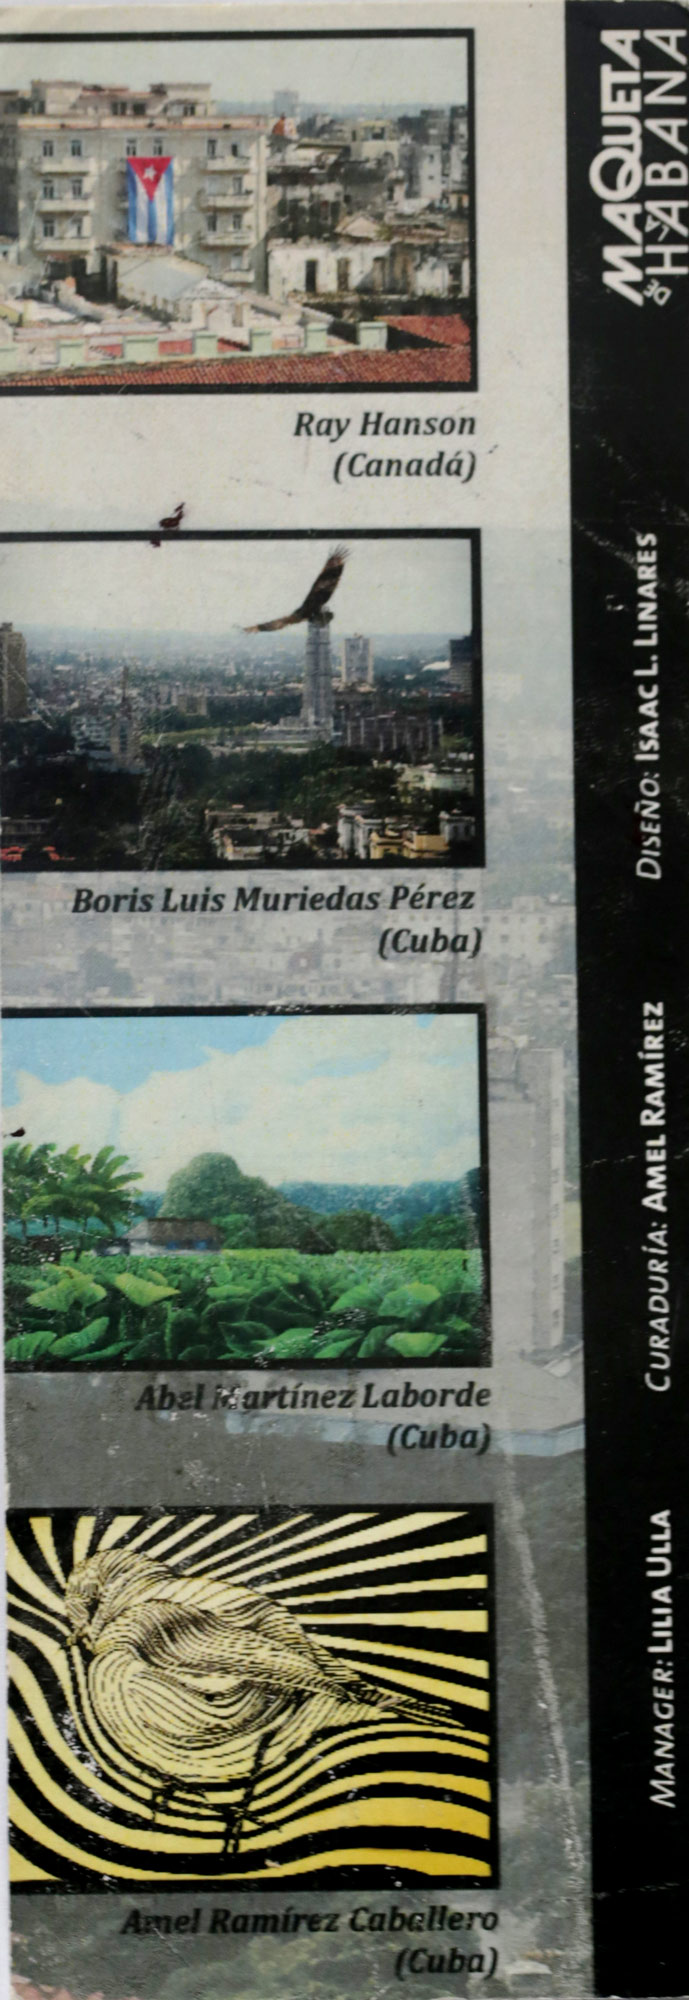 Ray Hanson
(Canadá)
Boris Luis Muriedas Pérez
(Cuba)
Abel Martínez Laborde
(Cuba)
Amel Ramírez Caballero
(Cuba)
MAQUETA
DE LA HABANA
DISEÑO: ISAAC L. LINARES
CURADURÍA: AMEL RAMÍREZ
MANAGER: LILIA ULLA